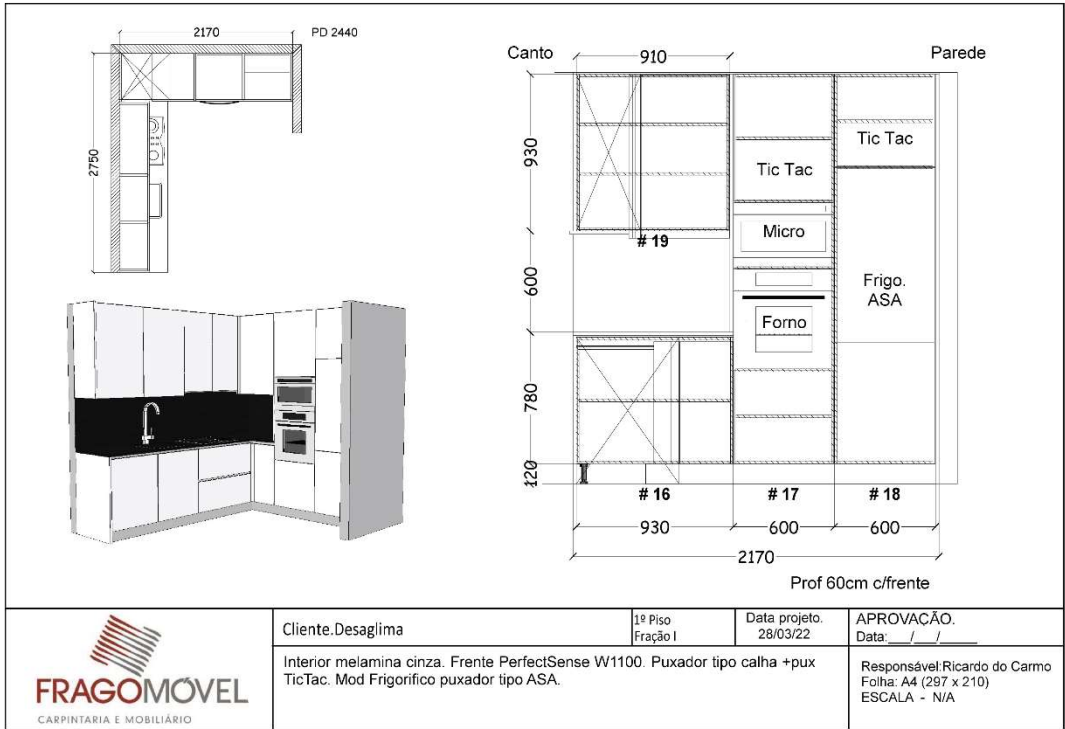 2170
PD 2440
2750
Canto
910
Parede
930
Tic Tac
Tic Tac
Micro
# 19
600
Frigo.
ASA
Forno
780
120
# 16
# 17
# 18
930
600
600
2170
Prof 60cm c/frente
FRAGOMÓVEL
CARPINTARIA E MOBILIÁRIO
Cliente.Desaglima
1º Piso
Fração I
Data projeto.
28/03/22
APROVAÇÃO.
Data:___/___/_____
Interior melamina cinza. Frente PerfectSense W1100. Puxador tipo calha +pux
TicTac. Mod Frigorifico puxador tipo ASA.
Responsável:Ricardo do Carmo
Folha: A4 (297 x 210)
ESCALA - N/A